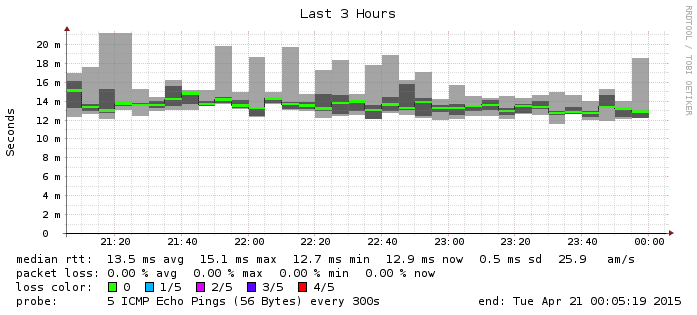 Last 3 Hours
RRDTOOL / TOBI OETIKER
Seconds
20 m
18 m
16 m
14 m
12 m
10 m
8 m
6 m
4 m
2 m
0
21:20 21:40 22:00 22:20 22:40 23:00 23:20 23:40 00:00
median rtt: 13.5 ms avg 15.1 ms max 12.7 ms min 12.9 ms now 0.5 ms sd 25.9 am/s
packet loss: 0.00 % avg 0.00 % max 0.00 % min 0.00 % now
loss color: 0 1/5 2/5 3/5 4/5
probe: 5 ICMP Echo Pings (56 Bytes) every 300s end: Tue Apr 21 00:05:19 2015